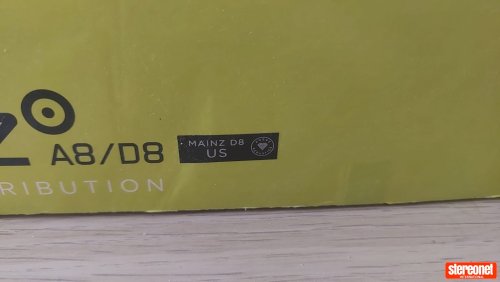 A8/D8
MAINZ D8
US
RIBUTION
stereonet